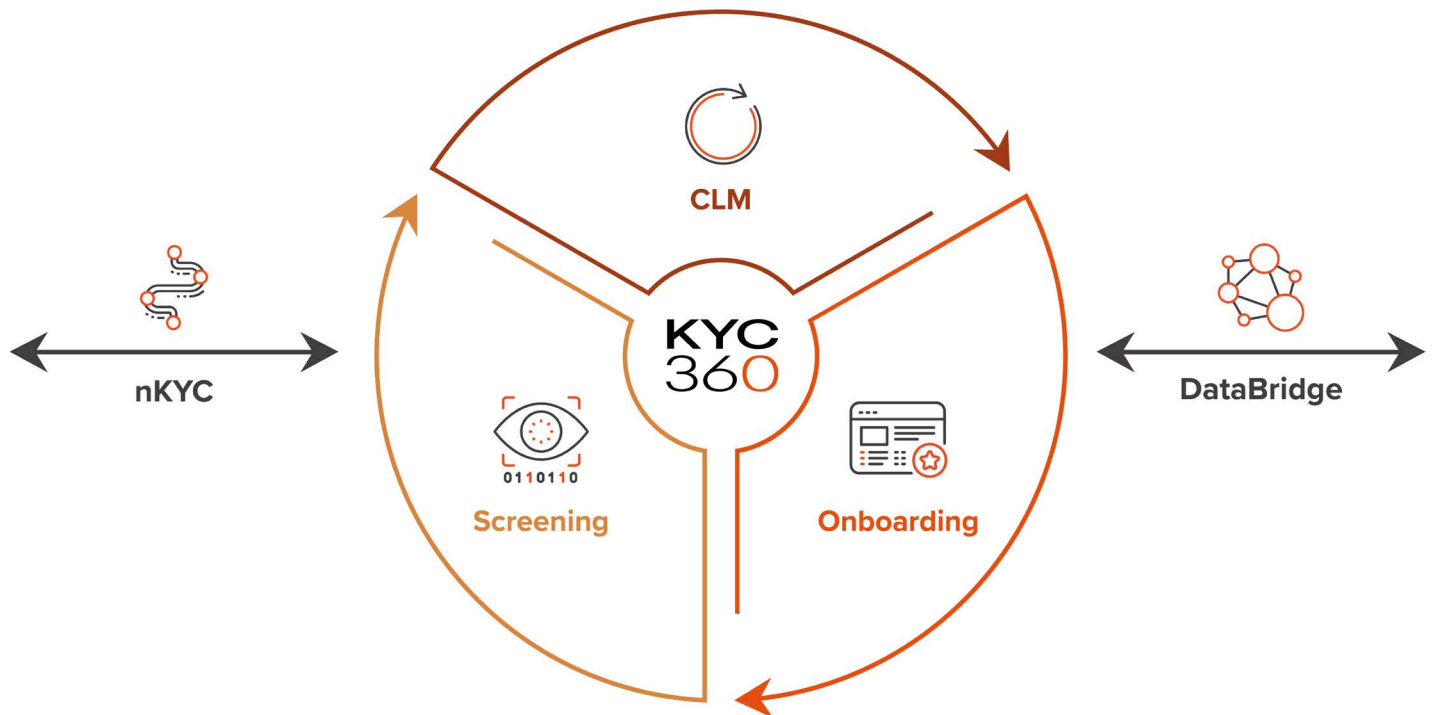 CLM
nKYC
KYC
360
DataBridge
0110110
Screening
Onboarding